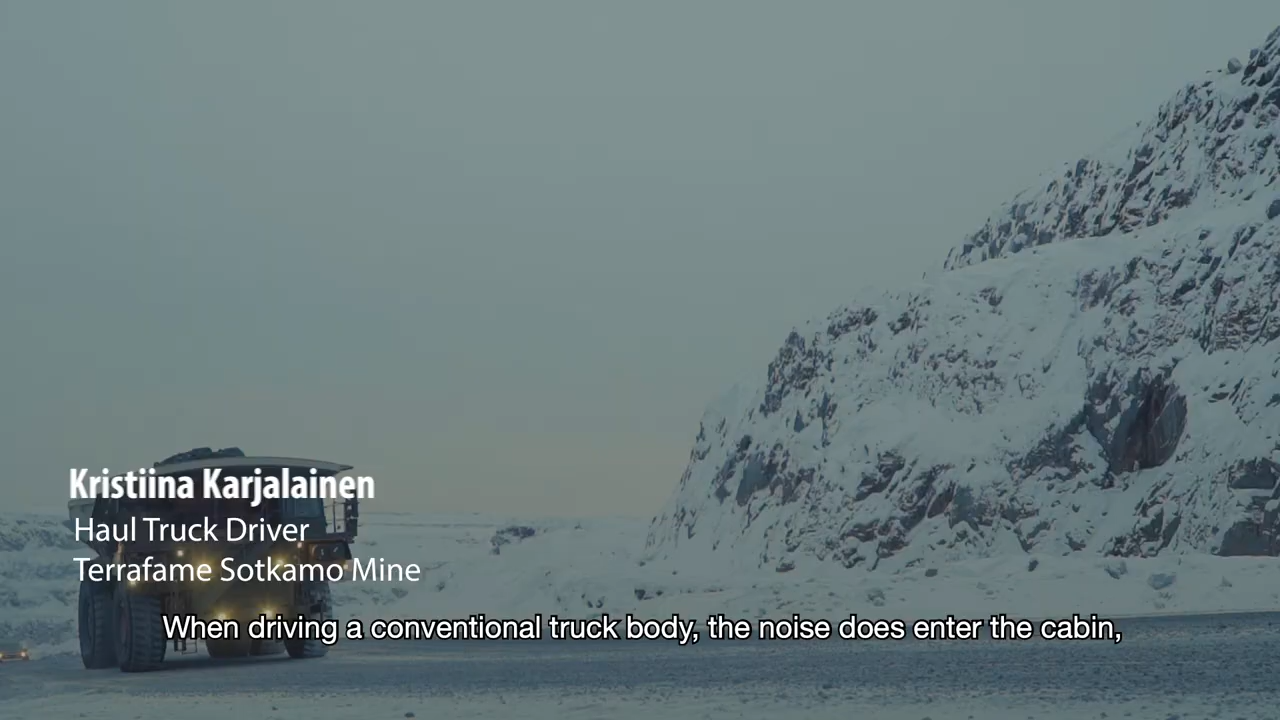 Kristiina Karjalainen
Haul Truck Driver
Terrafame Sotkamo Mine
When driving a conventional truck body, the noise does enter the cabin,